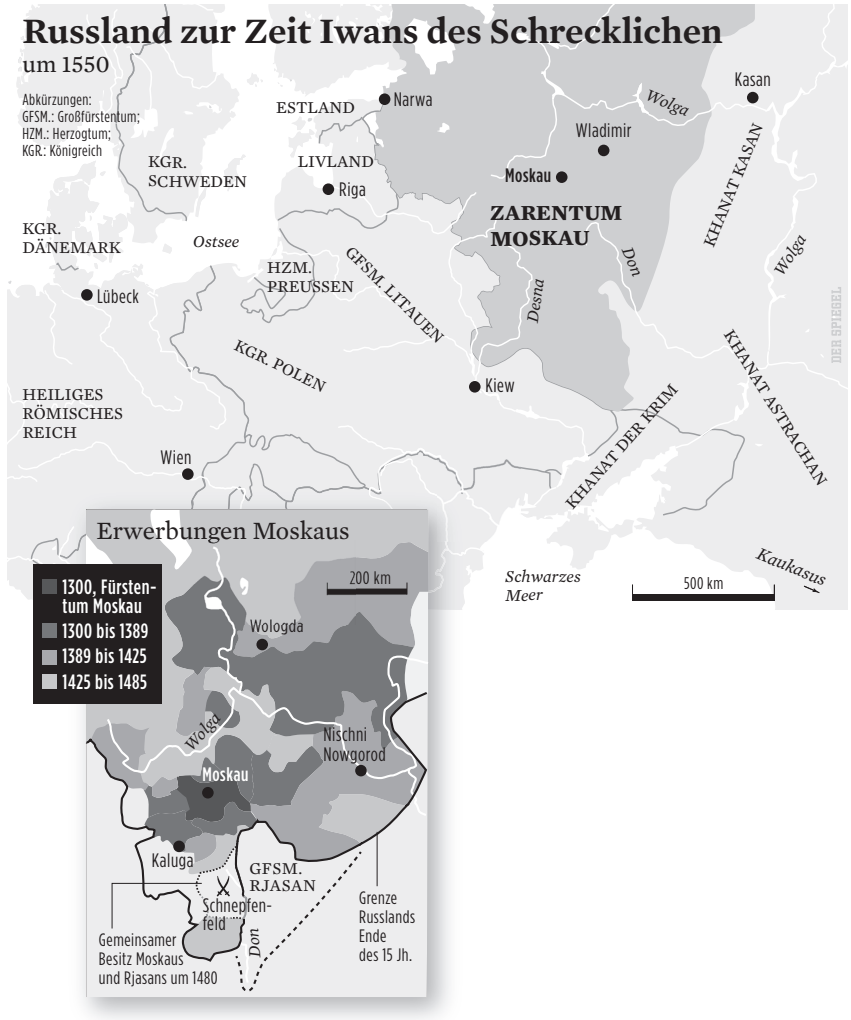 Russland zur Zeit Iwans des Schrecklichen
um 1550
Abkürzungen:
GFSM.: Großfürstentum;
HZM.: Herzogtum;
KGR.: Königreich
KGR.
SCHWEDEN
ESTLAND
Narwa
LIVLAND
Riga
Kasan
Wolga
Wladimir
Moskau
ZARENTUM
MOSKAU
KHANAT KASAN
Wolga
KGR.
DÄNEMARK
Ostsee
Lübeck
HZM.
PREUSSEN
GFSM. LITAUEN
Desna
Don
DER SPIEGEL
KGR. POLEN
Kiew
HEILIGES
RÖMISCHES
REICH
Wien
KHANAT DER KRIM
KHANAT ASTRACHAN
Schwarzes
Meer
500 km
Kaukasus
Erwerbungen Moskaus
200 km
1300, Fürsten-
tum Moskau
1300 bis 1389
1389 bis 1425
1425 bis 1485
Wologda
Wolga
Nischni
Nowgorod
Moskau
Kaluga
GFSM.
RJASAN
Schnepfen-
feld
Don
Gemeinsamer
Besitz Moskaus
und Rjasans um 1480
Grenze
Russlands
Ende
des 15 Jh.